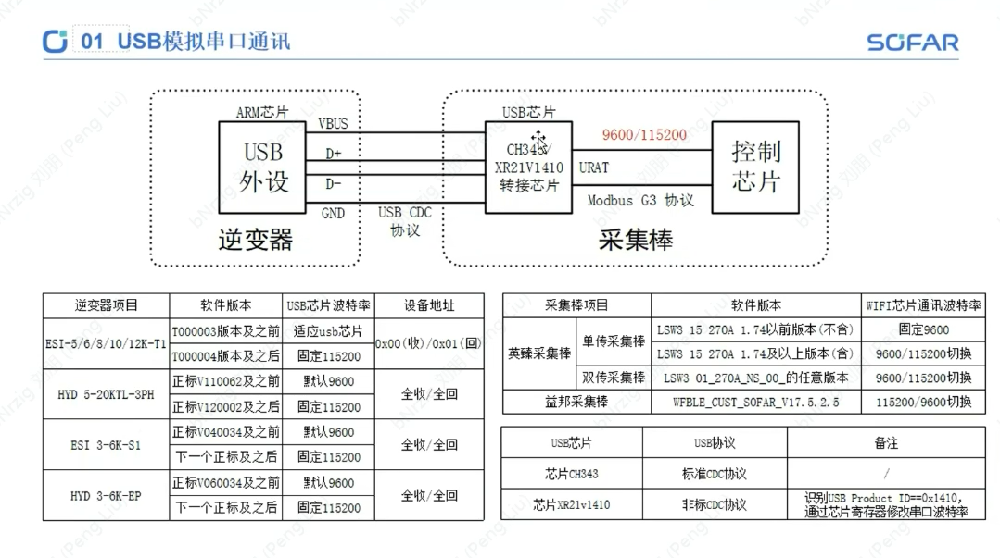 01 USB模拟串口通讯
SOFAR
ARM芯片
USB
外设
VBUS
D+
D-
GND
逆变器
USB CDC
协议
USB芯片
CH343/
XR21V1410
转接芯片
9600/115200
URAT
Modbus G3 协议
控制
芯片
采集棒
逆变器项目 软件版本 USB芯片波特率 设备地址
ESI-5/6/8/10/12K-T1 T000003版本及之前 适应usb芯片 0x00(收)/0x01(回)
T000004版本及之后 固定115200
HYD 5-20KTL-3PH 正标V110062及之前 默认9600 全收/全回
正标V120002及之后 固定115200
ESI 3-6K-S1 正标V040034及之前 默认9600 全收/全回
下一个正标及之后 固定115200
HYD 3-6K-EP 正标V060034及之前 默认9600 全收/全回
下一个正标及之后 固定115200
采集棒项目 软件版本 WIFI芯片通讯波特率
英臻采集棒 单传采集棒 LSW3_15_270A_1.74以前版本(不含) 固定9600
LSW3_15_270A_1.74及以上版本(含) 9600/115200切换
双传采集棒 LSW3_01_270A_NS_00_的任意版本 9600/115200切换
益邦采集棒 WFBLE_CUST_SOFAR_V17.5.2.5 115200/9600切换
USB芯片 USB协议 备注
芯片CH343 标准CDC协议 /
芯片XR21v1410 非标CDC协议 识别USB Product ID==0x1410,
通过芯片寄存器修改串口波特率
bNrzig 刘朋 (Peng Liu)